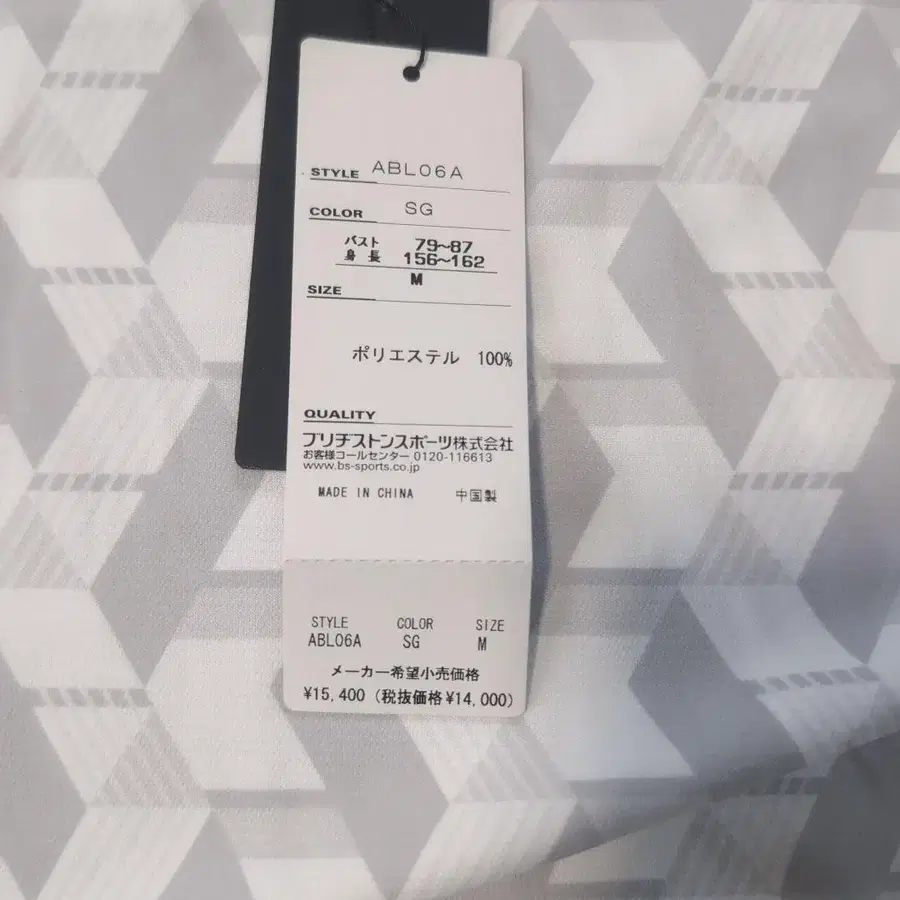 STYLE ABL06A
COLOR SG
バスト 79~87
身長 156~162
M
SIZE
ポリエステル 100%
QUALITY
ブリヂストンスポーツ株式会社
お客様コールセンター 0120-116613
www.bs-sports.co.jp
MADE IN CHINA 中国製
STYLE COLOR SIZE
ABL06A SG M
メーカー希望小売価格
¥15,400 (税抜価格¥14,000)